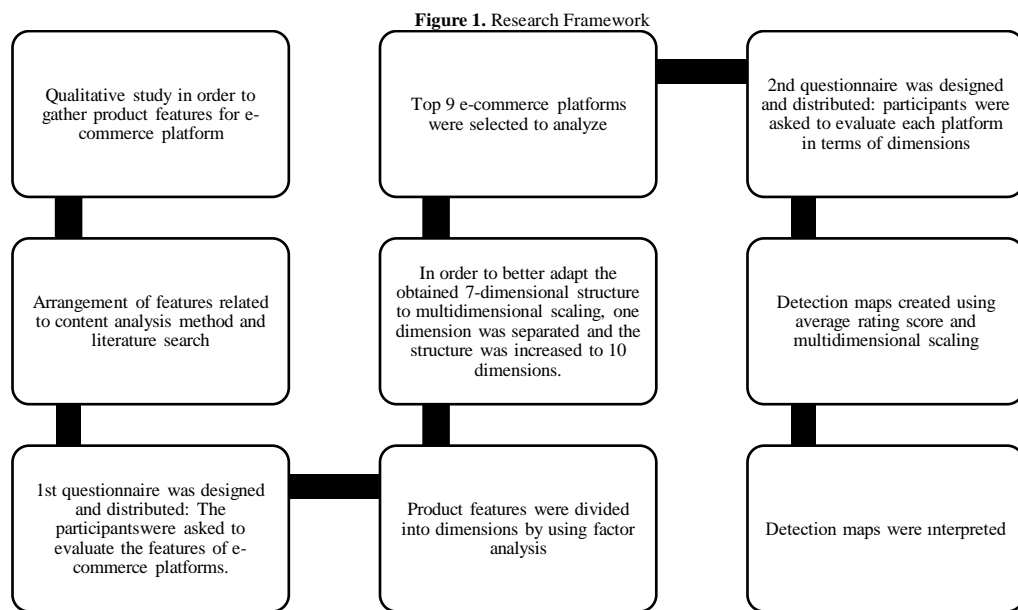 Figure 1. Research Framework
Qualitative study in order to
gather product features for e-
commerce platform
Arrangement of features related
to content analysis method and
literature search
1st questionnaire was designed
and distributed: The
participantswere asked to
evaluate the features of e-
commerce platforms.
Product features were divided
into dimensions by using factor
analysis
In order to better adapt the
obtained 7-dimensional structure
to multidimensional scaling, one
dimension was separated and the
structure was increased to 10
dimensions.
Top 9 e-commerce platforms
were selected to analyze
2nd questionnaire was designed
and distributed: participants were
asked to evaluate each platform
in terms of dimensions
Detection maps created using
average rating score and
multidimensional scaling
Detection maps were ınterpreted